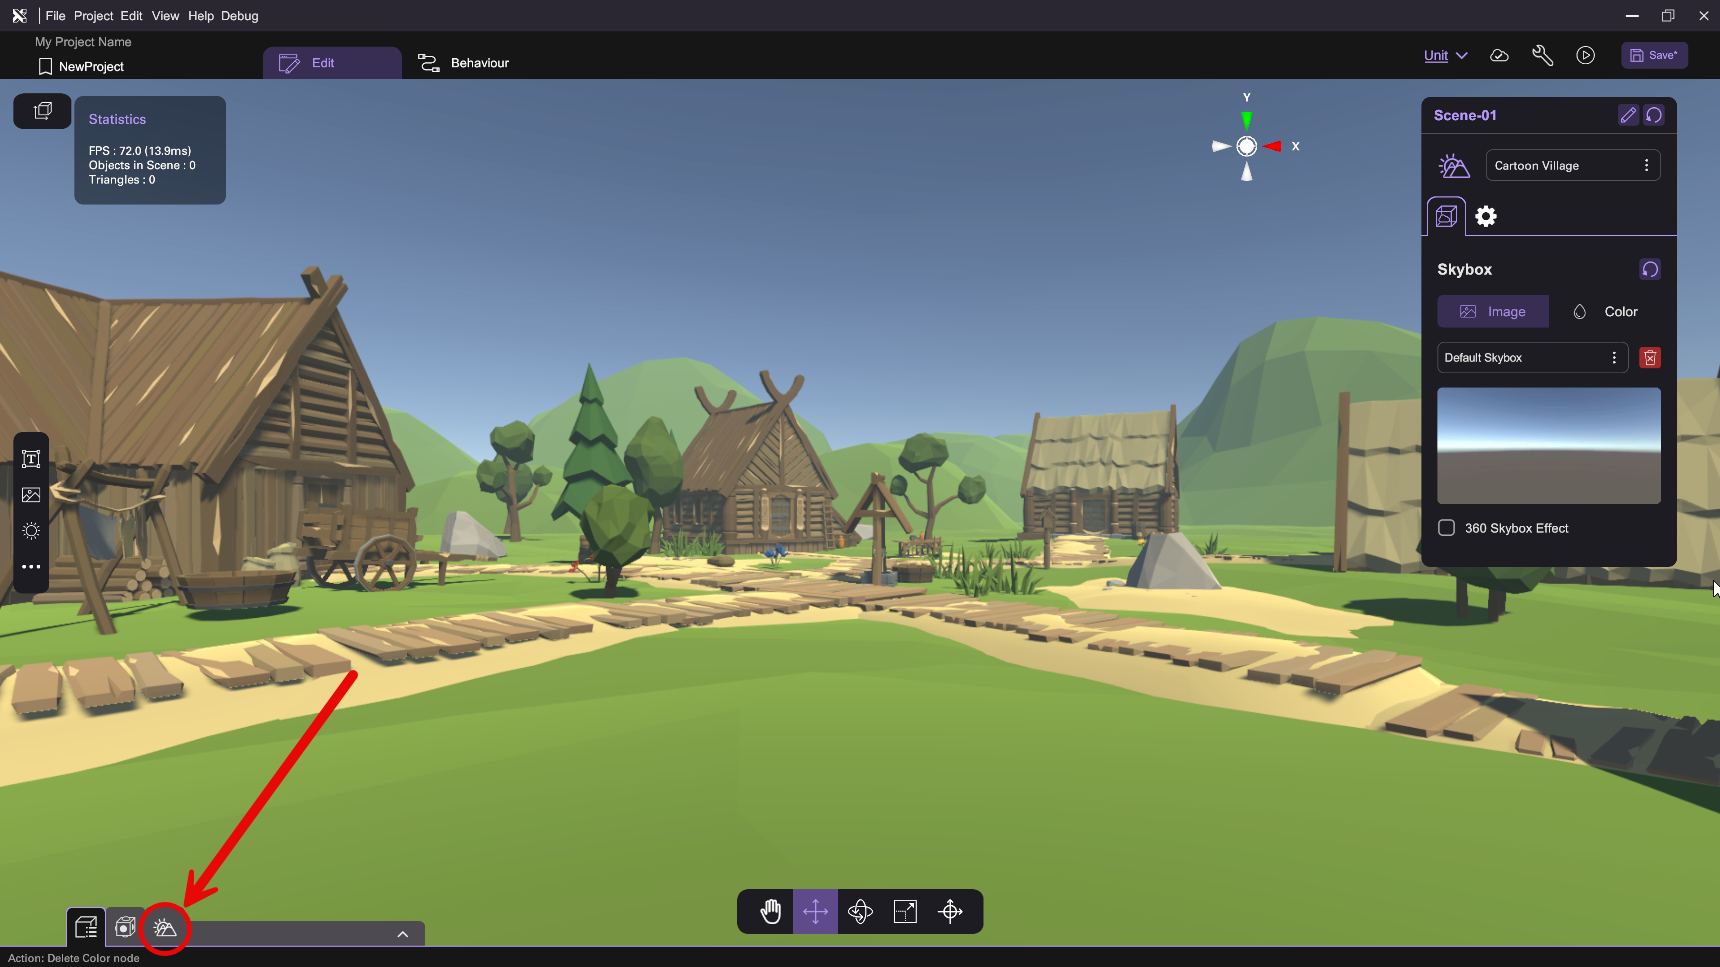 File Project Edit View Help Debug
My Project Name
NewProject
Edit
Behaviour
Unit
Save*
Statistics
FPS : 72.0 (13.9ms)
Objects in Scene : 0
Triangles : 0
Y
X
Scene-01
Cartoon Village
Skybox
Image
Color
Default Skybox
360 Skybox Effect
T
Action: Delete Color node